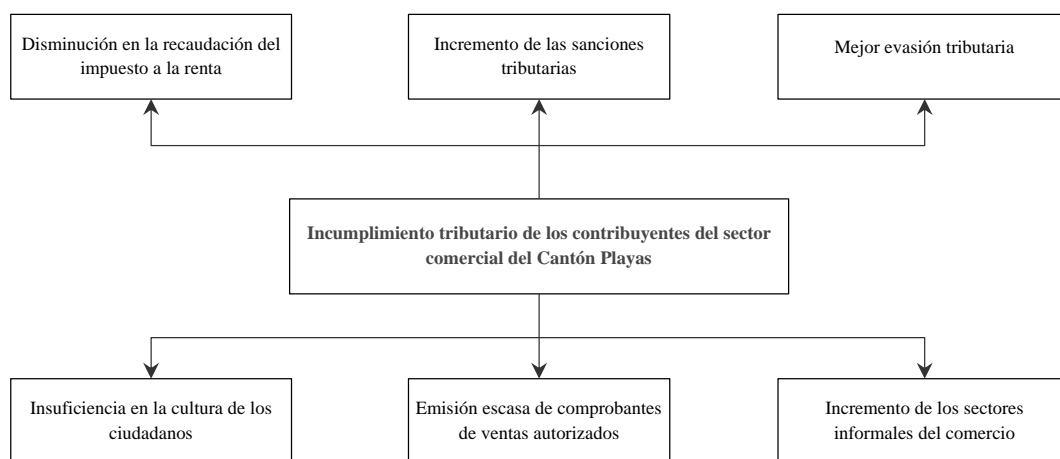 Disminución en la recaudación del
impuesto a la renta
Incremento de las sanciones
tributarias
Mejor evasión tributaria
Incumplimiento tributario de los contribuyentes del sector
comercial del Cantón Playas
Insuficiencia en la cultura de los
ciudadanos
Emisión escasa de comprobantes
de ventas autorizados
Incremento de los sectores
informales del comercio